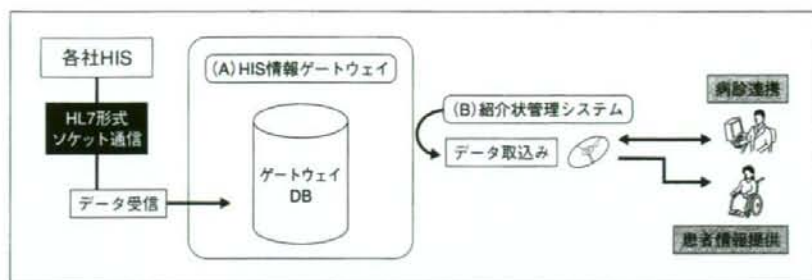 各社HIS
HL7形式
ソケット通信
データ受信
(A)HIS情報ゲートウェイ
ゲートウェイ
DB
(B)紹介状管理システム
データ取込み
病診連携
患者情報提供